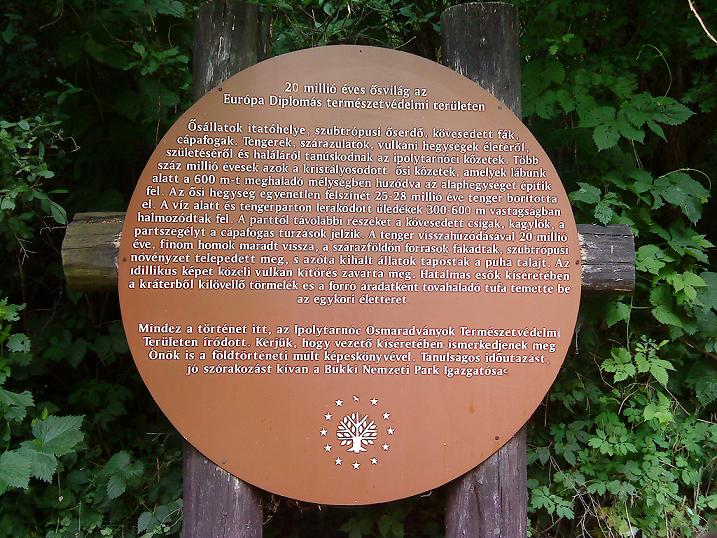 20 millió éves ősvilág az
Európa Diplomás természetvédelmi területen
Ősállatok itatóhelye, szubtrópusi őserdő, kövesedett fák,
cápafogak. Tengerek, szárazulatok, vulkáni hegységek életéről,
születéséről és haláláról tanúskodnak az ipolytarnóci kőzetek. Több
száz millió évesek azok a kristályosodott ősi kőzetek, amelyek lábunk
alatt a 600 m-t meghaladó mélységben húzódva az alaphegységet építik
fel. Az ősi hegység egyenetlen felszínét 25-28 millió éve tenger borította
el. A víz alatt és tengerparton lerakódott üledékek 300-600 m vastagságban
halmozódtak fel. A parttól távolabbi részeket a kövesedett csigák, kagylók, a
partszegélyt a cápafogas turzások jelzik. A tenger visszahúzódásával 20 millió
éve, finom homok maradt vissza, a szárazföldön források fakadtak, szubtrópusi
növényzet telepedett meg, s azóta kihalt állatok tapostak a puha talajt. Az
idillikus képet közeli vulkán kitörés zavarta meg. Hatalmas esők kíséretében
a kráterből kilövellő törmelék és a forró áradatként tovahaladó tufa temette be
az egykori életteret
Mindez a történet itt, az Ipolytarnóc Ősmaradványok Természetvédelmi
Területen íródott. Kérjük, hogy vezető kíséretében ismerkedjenek meg
Önök is a földtörténeti múlt képeskönyvével. Tanulságos időutazást,
jó szórakozást kíván a Bükki Nemzeti Park Igazgatósa